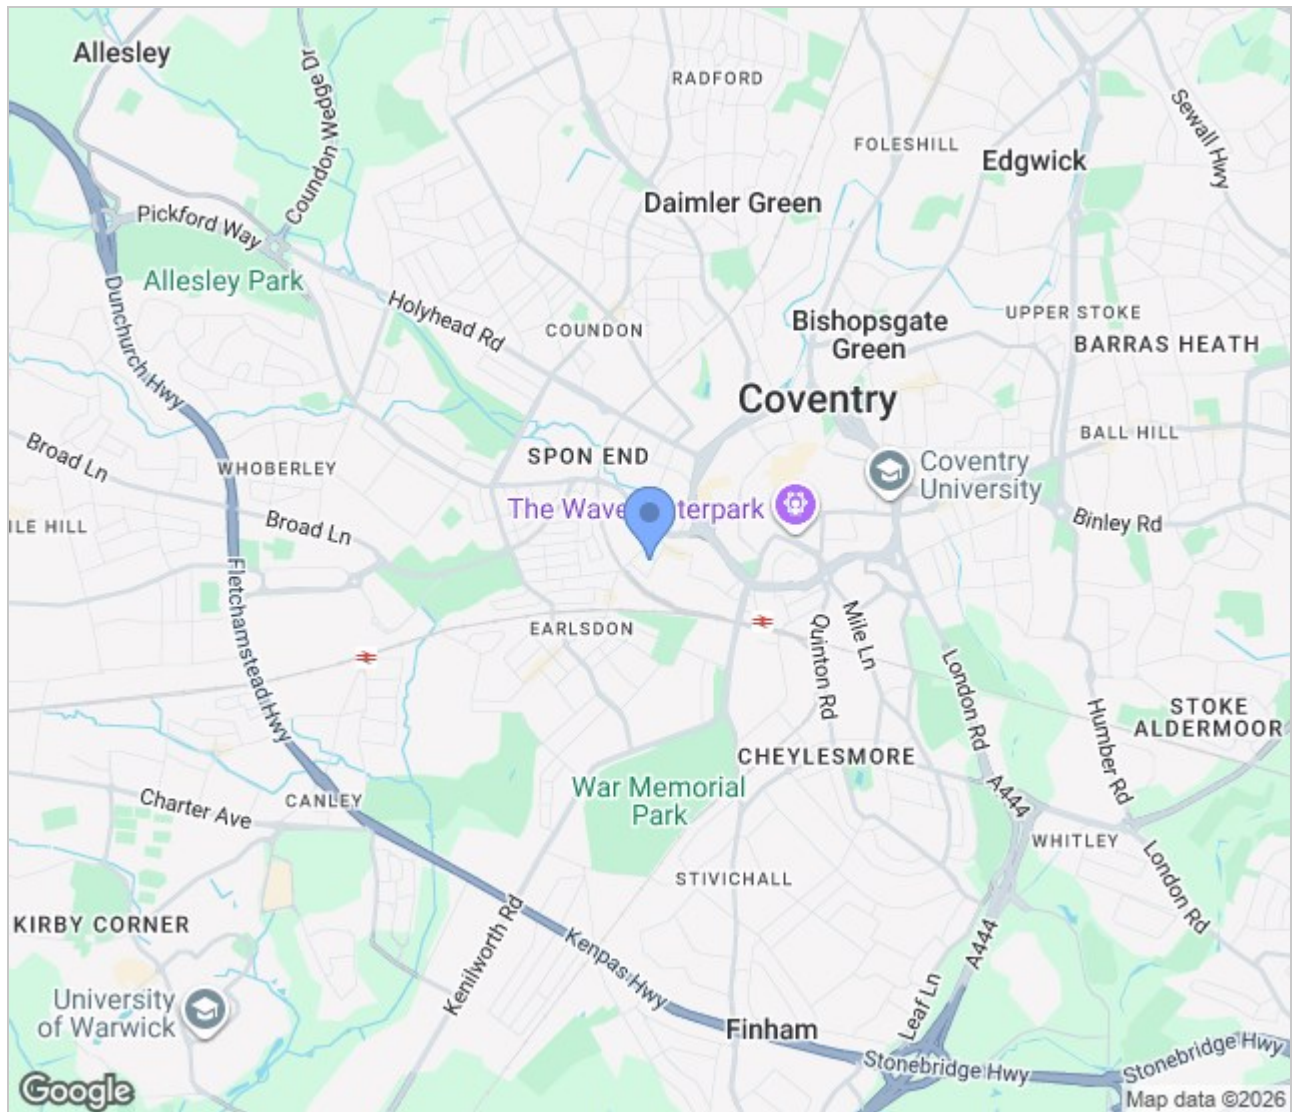 Allesley
Coundon Wedge Dr
RADFORD
Sewall Hwy
FOLESHILL
Edgwick
Daimler Green
Pickford Way
Allesley Park
Dunchurch Hwy
Holyhead Rd
COUNDON
Bishopsgate
Green
UPPER STOKE
BARRAS HEATH
Coventry
Broad Ln
WHOBERLEY
SPON END
BALL HILL
Coventry
University
The Wave
terpark
ILE HILL
Broad Ln
Binley Rd
Fletchamstead Hwy
EARLSDON
Quinton Rd
Mile Ln
London Rd
Humber Rd
STOKE
ALDERMOOR
CHEYLESMORE
War Memorial
Park
Charter Ave
CANLEY
A444
WHITLEY
London Rd
STIVICHALL
KIRBY CORNER
Kenilworth Rd
Kenpas Hwy
A444
Leaf Ln
University
of Warwick
Finham
Stonebridge Hwy
Stonebridge Hwy
Google
Map data ©2026